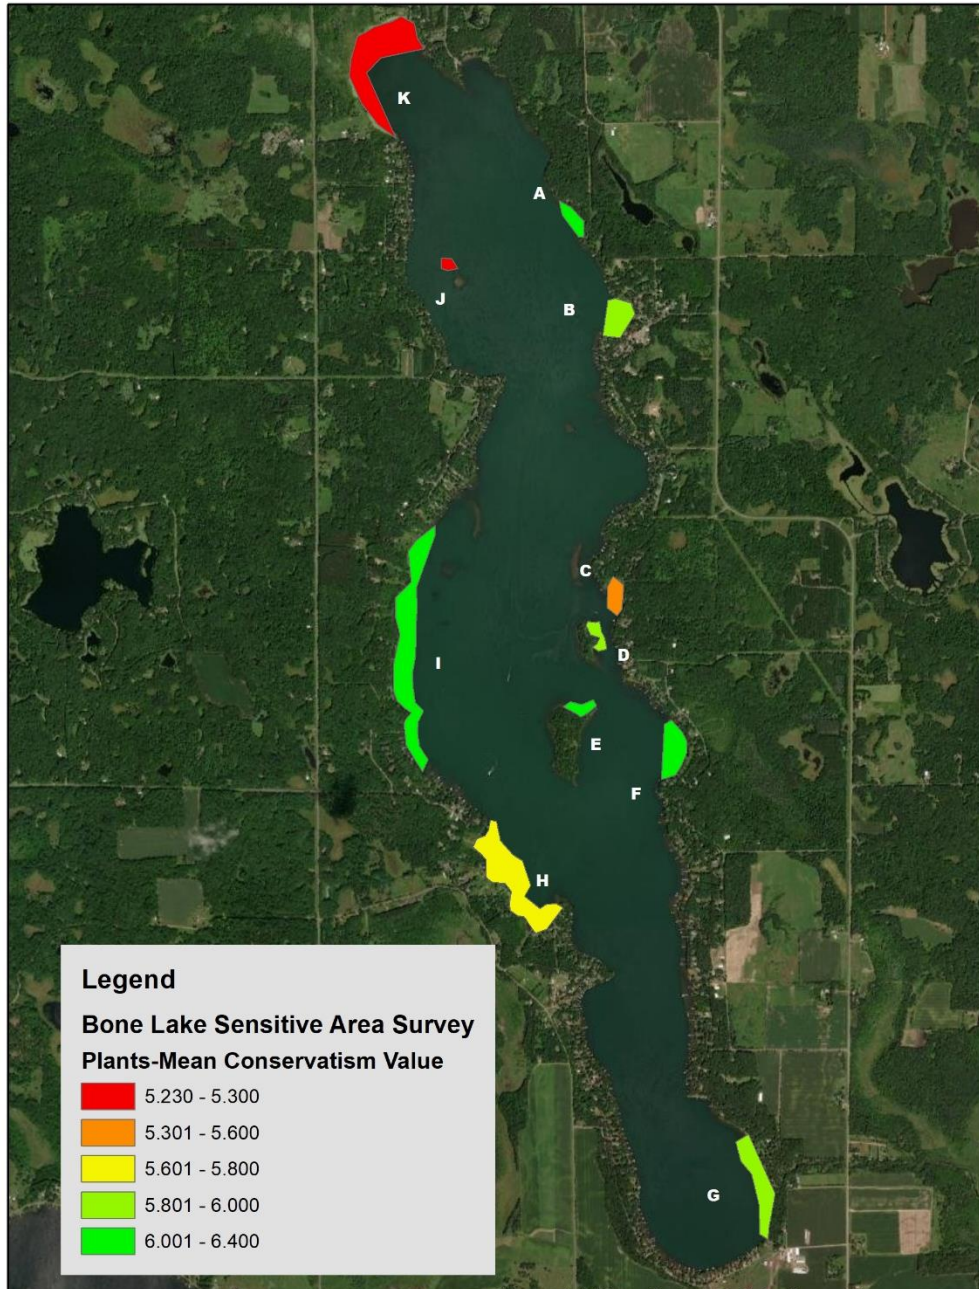 K
A
J
B
C
D
I
E
F
H
G
Legend
Bone Lake Sensitive Area Survey
Plants-Mean Conservatism Value
5.230 - 5.300
5.301 - 5.600
5.601 - 5.800
5.801 - 6.000
6.001 - 6.400